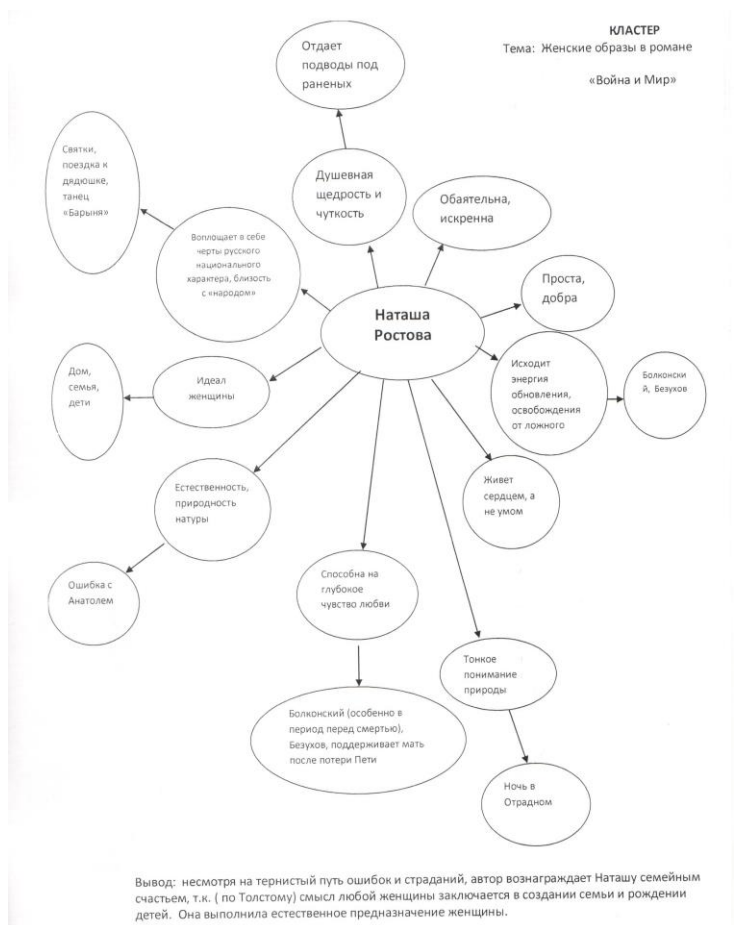 КЛАСТЕР
Тема: Женские образы в романе
«Война и Мир»
Отдает
подводы под
раненых
Святки,
поездка к
дядюшке,
танец
«Барыня»
Душевная
щедрость и
чуткость
Обаятельна,
искренна
Воплощает в себе
черты русского
национального
характера, близость
с «народом»
Проста,
добра
Наташа
Ростова
Дом,
семья,
дети
Идеал
женщины
Исходит
энергия
обновления,
освобождения
от ложного
Болконски
й, Безухов
Естественность,
природность
натуры
Живет
сердцем, а
не умом
Ошибка с
Анатолем
Способна на
глубокое
чувство любви
Тонкое
понимание
природы
Болконский (особенно в
период перед смертью),
Безухов, поддерживает мать
после потери Пети
Ночь в
Отрадном
Вывод: несмотря на тернистый путь ошибок и страданий, автор вознаграждает Наташу семейным
счастьем, т.к. ( по Толстому) смысл любой женщины заключается в создании семьи и рождении
детей. Она выполнила естественное предназначение женщины.